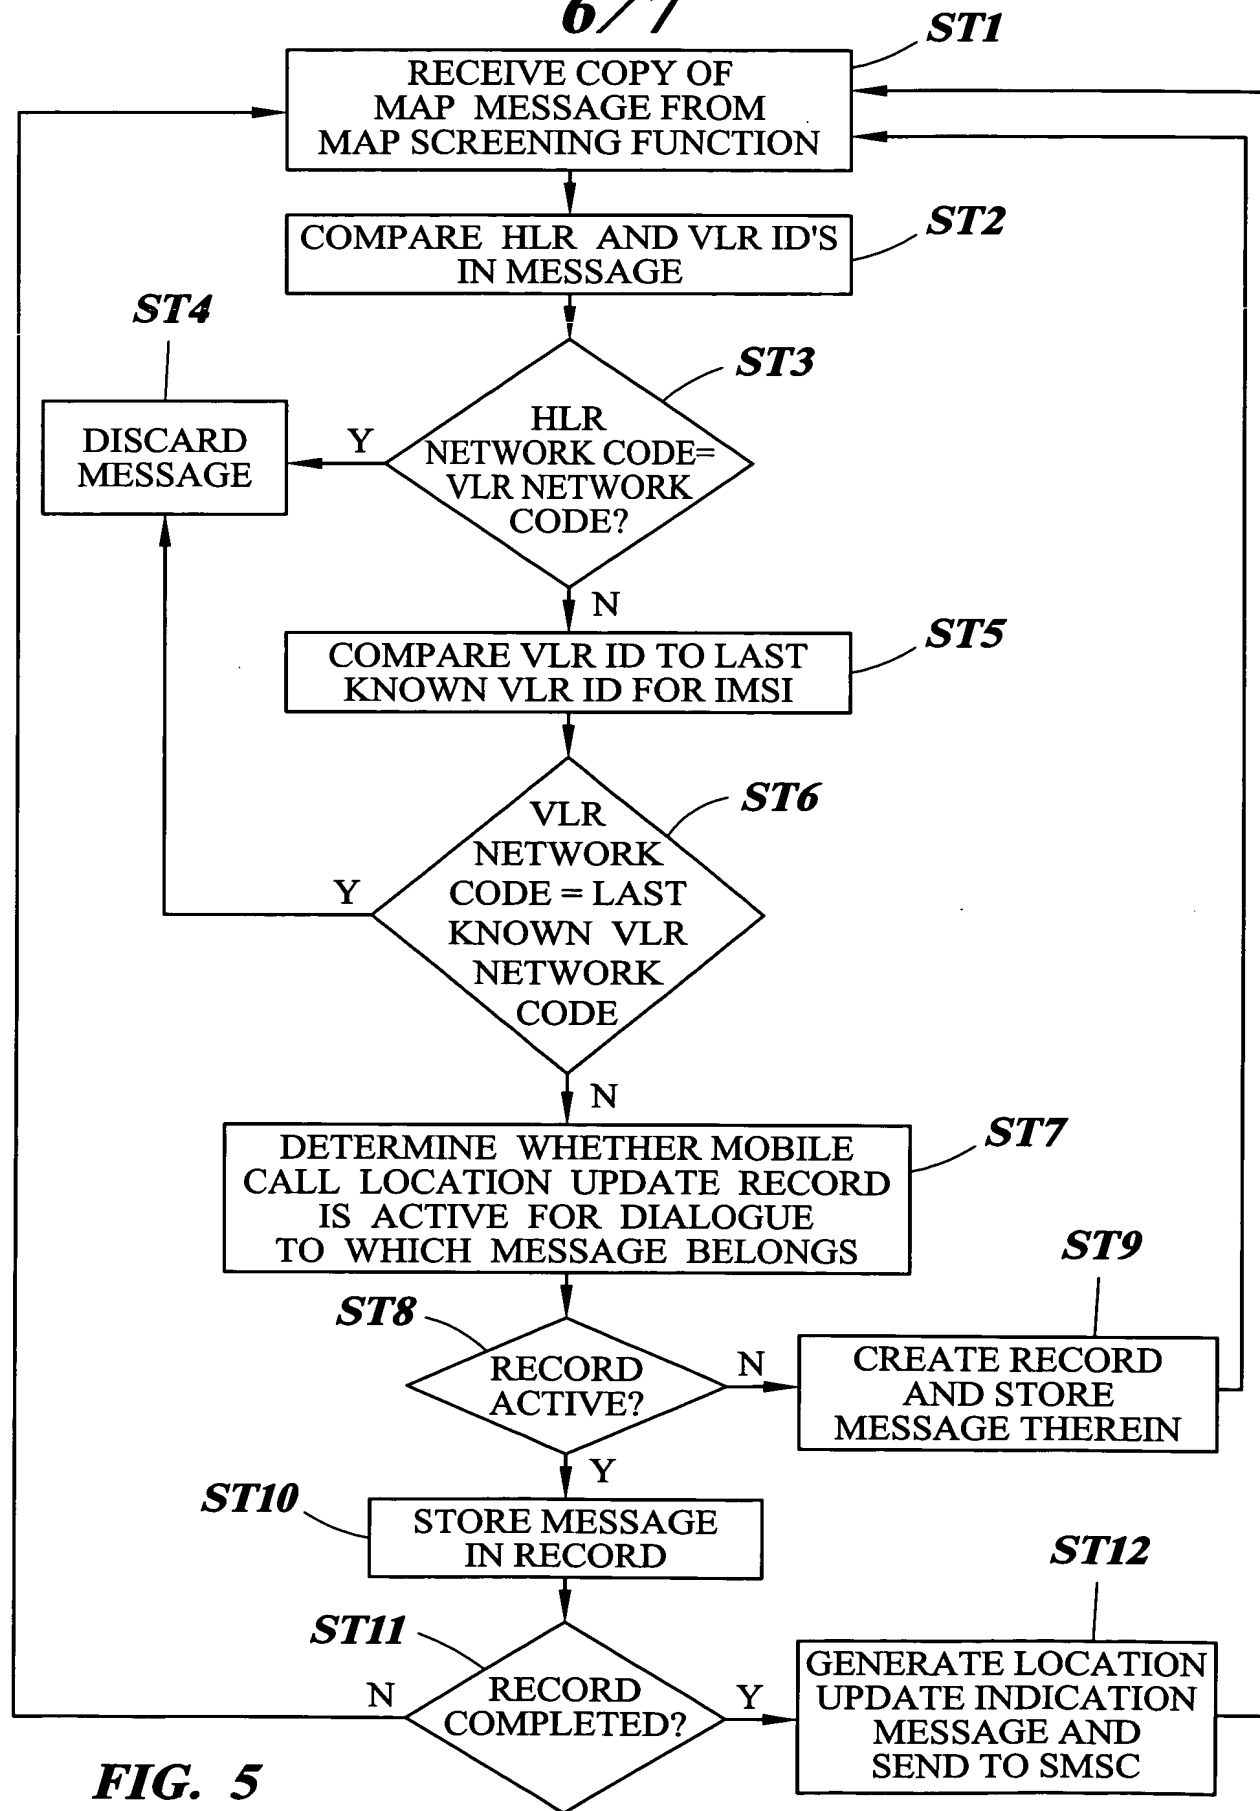 6/7
ST1
RECEIVE COPY OF
MAP MESSAGE FROM
MAP SCREENING FUNCTION
ST2
COMPARE HLR AND VLR ID'S
IN MESSAGE
ST4
DISCARD
MESSAGE
ST3
HLR
NETWORK CODE=
VLR NETWORK
CODE?
Y
N
ST5
COMPARE VLR ID TO LAST
KNOWN VLR ID FOR IMSI
ST6
VLR
NETWORK
CODE = LAST
KNOWN VLR
NETWORK
CODE
Y
N
ST7
DETERMINE WHETHER MOBILE
CALL LOCATION UPDATE RECORD
IS ACTIVE FOR DIALOGUE
TO WHICH MESSAGE BELONGS
ST8
RECORD
ACTIVE?
N
ST9
CREATE RECORD
AND STORE
MESSAGE THEREIN
Y
ST10
STORE MESSAGE
IN RECORD
ST11
RECORD
COMPLETED?
N
Y
ST12
GENERATE LOCATION
UPDATE INDICATION
MESSAGE AND
SEND TO SMSC
FIG. 5